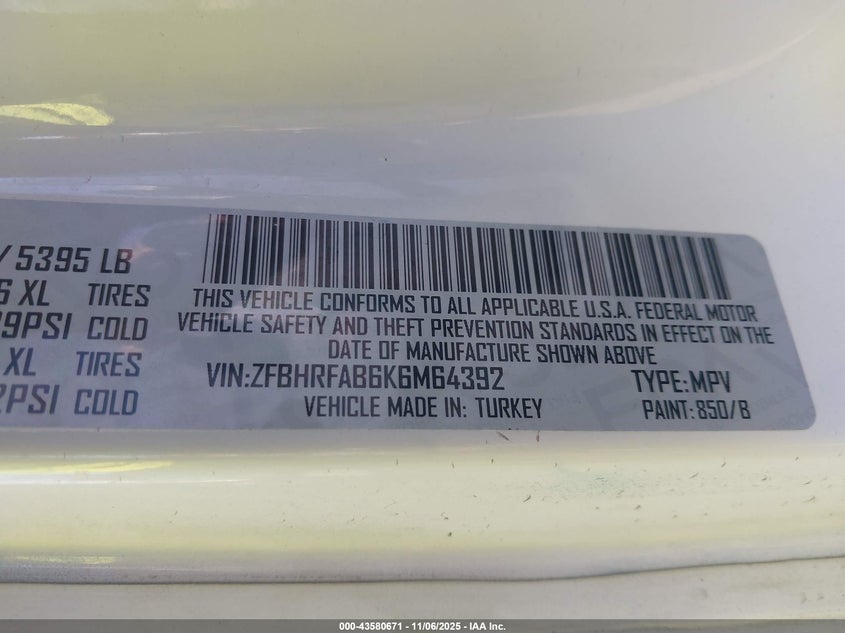 / 5395 LB
XL TIRES
9PSI COLD
XL TIRES
PSI COLD
THIS VEHICLE CONFORMS TO ALL APPLICABLE U.S.A. FEDERAL MOTOR
VEHICLE SAFETY AND THEFT PREVENTION STANDARDS IN EFFECT ON THE
DATE OF MANUFACTURE SHOWN ABOVE
VIN:ZFBHRFAB6K6M64392 TYPE:MPV
VEHICLE MADE IN: TURKEY PAINT:850/B
000-43580671 - 11/06/2025 - IAA Inc.